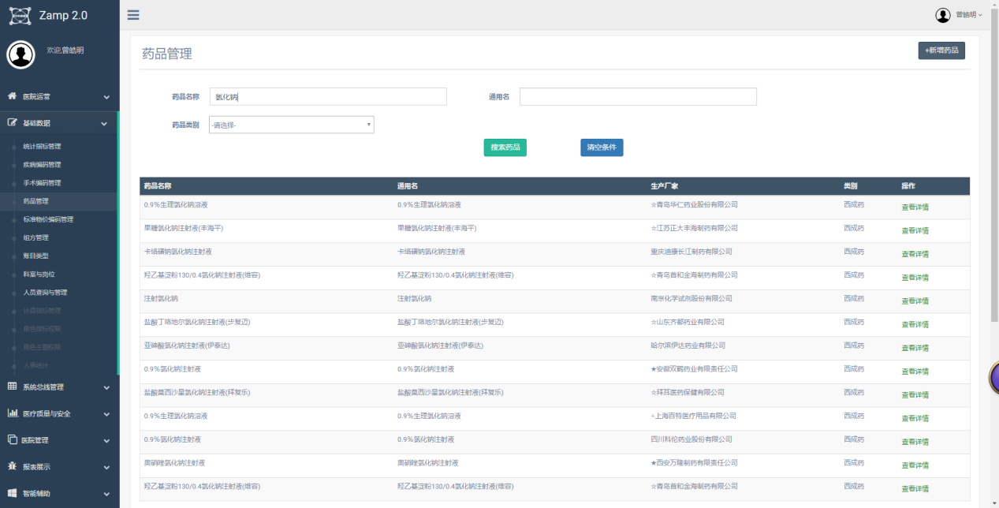 Zamp 2.0
曾皓明
欢迎,曾皓明
医院运营
基础数据
统计指标管理
疾病编码管理
手术编码管理
药品管理
标准物价编码管理
组方管理
账目类型
科室与岗位
人员查询与管理
计算指标管理
角色指标权限
角色主题权限
人事统计
系统总线管理
医疗质量与安全
医院管理
报表展示
智能辅助
药品管理
+新增药品
药品名称 氯化钠 通用名
药品类别 -请选择-
搜索药品 清空条件
药品名称 通用名 生产厂家 类别 操作
0.9%生理氯化钠溶液 0.9%生理氯化钠溶液 ☆青岛华仁药业股份有限公司 西成药 查看详情
果糖氯化钠注射液(丰海平) 果糖氯化钠注射液(丰海平) ☆江苏正大丰海制药有限公司 西成药 查看详情
卡络磺钠氯化钠注射液 卡络磺钠氯化钠注射液 重庆迪康长江制药有限公司 西成药 查看详情
羟乙基淀粉130/0.4氯化钠注射液(维容) 羟乙基淀粉130/0.4氯化钠注射液(维容) ☆青岛首和金海制药有限公司 西成药 查看详情
注射氯化钠 注射氯化钠 南京化学试剂股份有限公司 西成药 查看详情
盐酸丁咯地尔氯化钠注射液(步复迈) 盐酸丁咯地尔氯化钠注射液(步复迈) ☆山东齐都药业有限公司 西成药 查看详情
亚砷酸氯化钠注射液(伊泰达) 亚砷酸氯化钠注射液(伊泰达) 哈尔滨伊达药业有限公司 西成药 查看详情
0.9%氯化钠注射液 0.9%氯化钠注射液 ★安徽双鹤药业有限责任公司 西成药 查看详情
盐酸莫西沙星氯化钠注射液(拜复乐) 盐酸莫西沙星氯化钠注射液(拜复乐) ☆拜耳医药保健有限公司 西成药 查看详情
0.9%生理氯化钠溶液 0.9%生理氯化钠溶液 +上海百特医疗用品有限公司 西成药 查看详情
0.9%氯化钠注射液 0.9%氯化钠注射液 四川科伦药业股份有限公司 西成药 查看详情
奥硝唑氯化钠注射液 奥硝唑氯化钠注射液 ★西安万隆制药有限责任公司 西成药 查看详情
羟乙基淀粉130/0.4氯化钠注射液(维容) 羟乙基淀粉130/0.4氯化钠注射液(维容) ☆青岛首和金海制药有限公司 西成药 查看详情